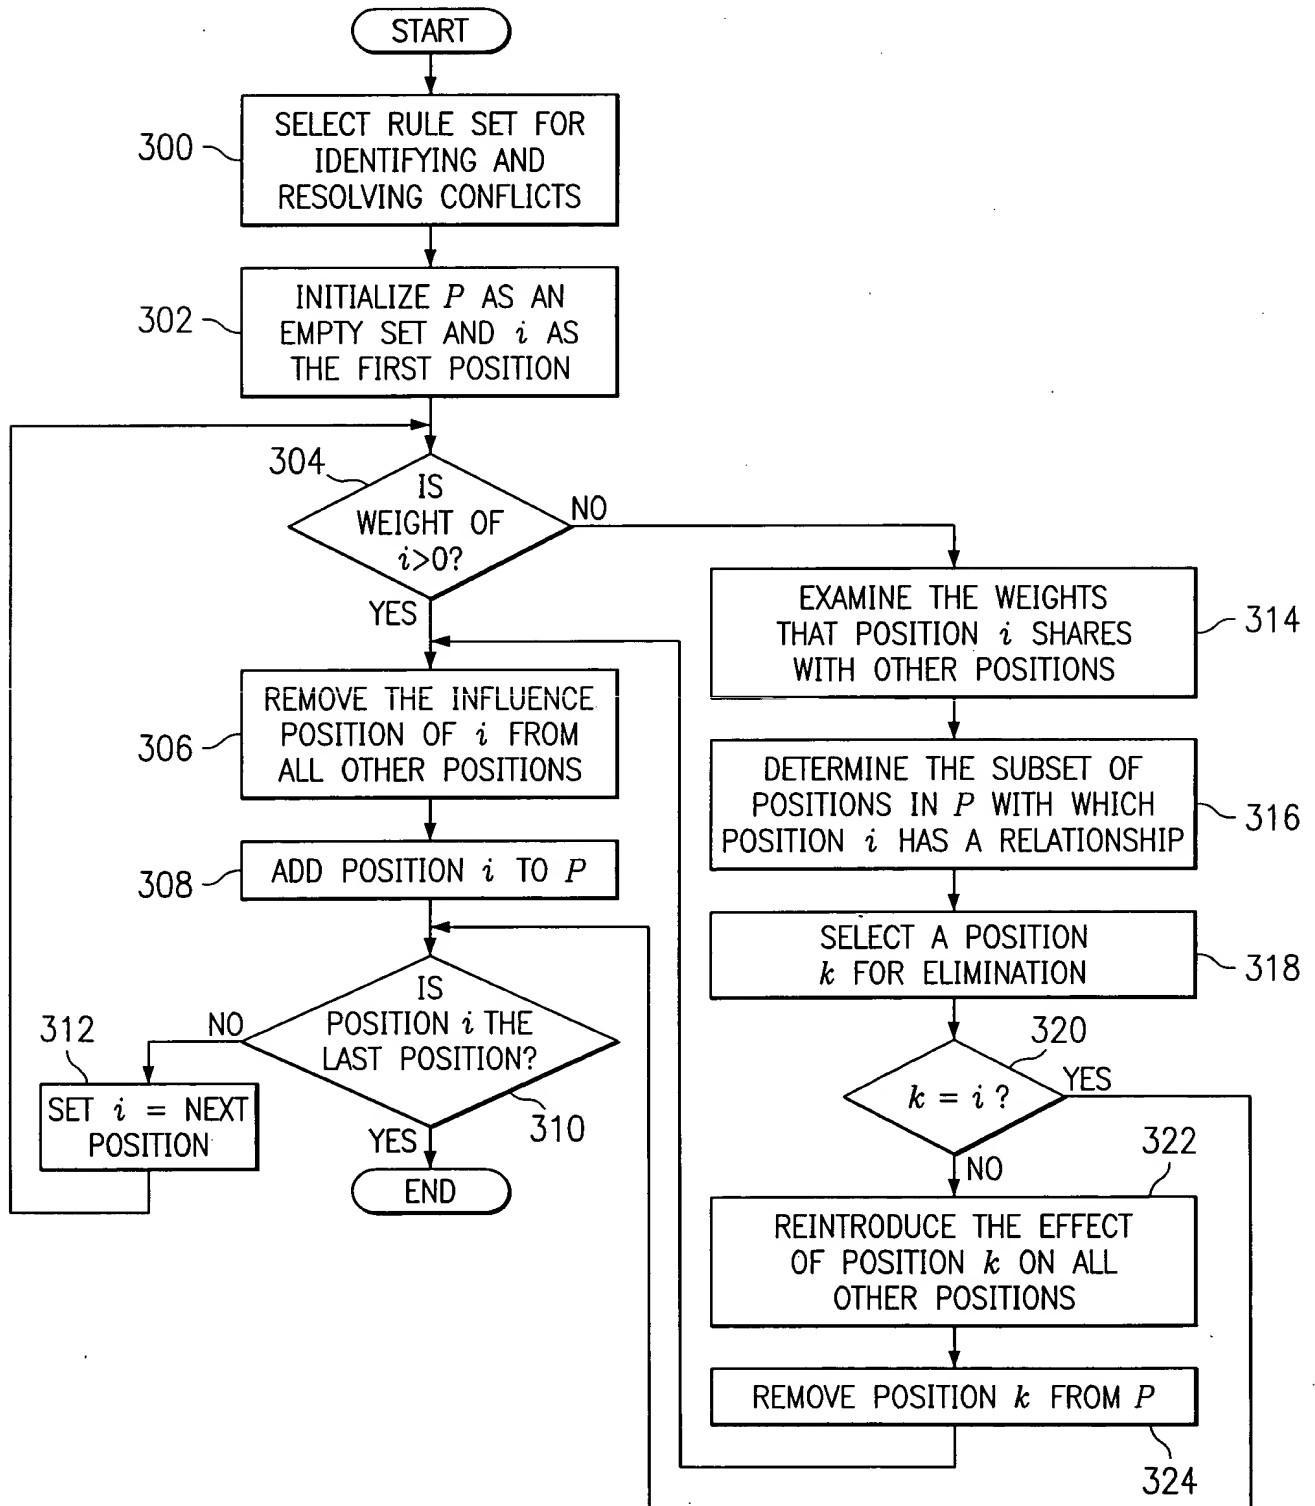 START
300
SELECT RULE SET FOR
IDENTIFYING AND
RESOLVING CONFLICTS
302
INITIALIZE P AS AN
EMPTY SET AND i AS
THE FIRST POSITION
304
IS
WEIGHT OF
i>0?
NO
YES
306
REMOVE THE INFLUENCE
POSITION OF i FROM
ALL OTHER POSITIONS
308
ADD POSITION i TO P
IS
POSITION i THE
LAST POSITION?
310
NO
312
SET i = NEXT
POSITION
YES
END
EXAMINE THE WEIGHTS
THAT POSITION i SHARES
WITH OTHER POSITIONS
314
DETERMINE THE SUBSET OF
POSITIONS IN P WITH WHICH
POSITION i HAS A RELATIONSHIP
316
SELECT A POSITION
k FOR ELIMINATION
318
320
k = i ?
YES
NO
322
REINTRODUCE THE EFFECT
OF POSITION k ON ALL
OTHER POSITIONS
REMOVE POSITION k FROM P
324